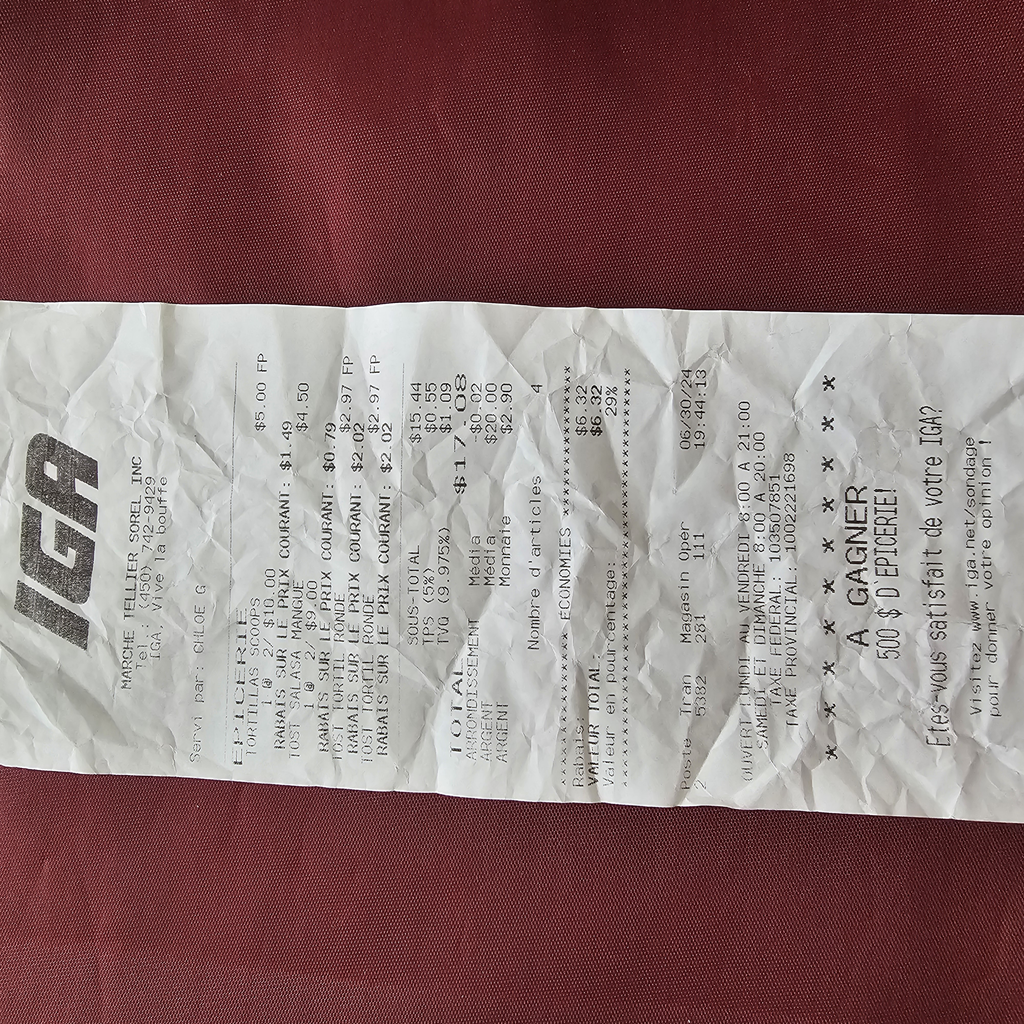 IGA
MARCHE TELLIER SOREL INC
Tel.: (450) 742-9429
IGA, Vive la bouffe
Servi par: CHLOE G
EPICERIE
TORTILLAS SCOOPS
1 @ 2/ $10.00 $5.00 FP
RABAIS SUR LE PRIX COURANT: $1.49
TOST SALASA MANGUE
1 @ 2/ $9.00 $4.50
RABAIS SUR LE PRIX COURANT: $0.79
TOST TORTIL RONDE $2.97 FP
RABAIS SUR LE PRIX COURANT: $2.02
TOST TORTIL RONDE $2.97 FP
RABAIS SUR LE PRIX COURANT: $2.02
SOUS-TOTAL $15.44
TPS (5%) $0.55
TVQ (9.975%) $1.09
TOTAL $17.08
ARRONDISSEMENT Média -$0.02
ARGENT Média $20.00
ARGENT Monnaie $2.90
Nombre d'articles 4
ECONOMIES
Rabais: $6.32
VALEUR TOTAL: $6.32
Valeur en pourcentage: 29%
Poste Tran Magasin Opér 06/30/24
2 5382 261 111 19:44:13
OUVERT LUNDI AU VENDREDI 8:00 A 21:00
SAMEDI ET DIMANCHE 8:00 A 20:00
TAXE FEDERAL: 103507851
TAXE PROVINCIAL: 1002221698
* * * * * * * *
A GAGNER
500 $ D'EPICERIE!
Etes-vous satisfait de votre IGA?
Visitez www.iga.net/sondage
pour donner votre opinion !